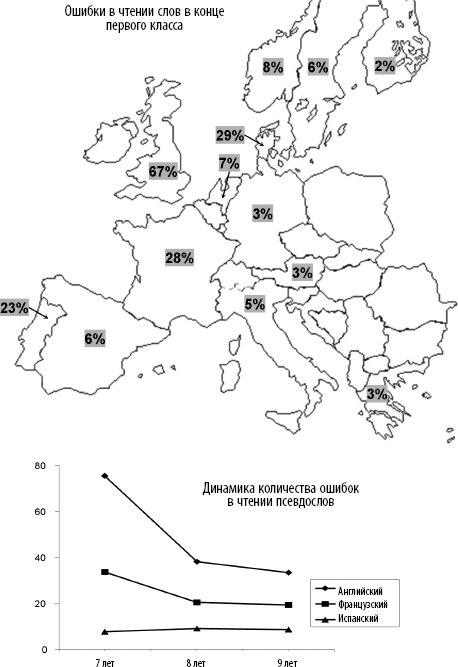 Ошибки в чтении слов в конце
первого класса
8%
6%
2%
29%
7%
67%
3%
28%
3%
5%
23%
6%
3%
Динамика количества ошибок
в чтении псевдослов
80
60
40
20
0
Английский
Французский
Испанский
7 лет
8 лет
9 лет